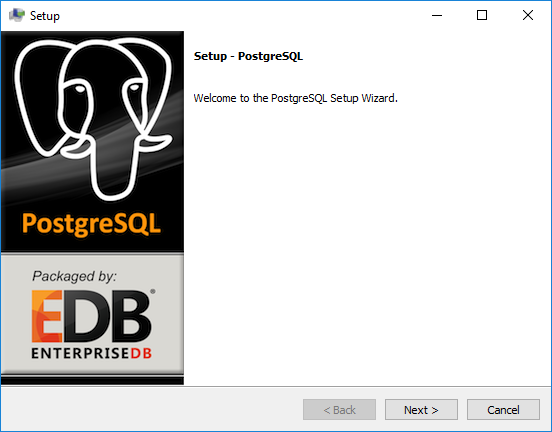 Setup
Setup - PostgreSQL
Welcome to the PostgreSQL Setup Wizard.
PostgreSQL
Packaged by:
EDB®
ENTERPRISEDB
< Back
Next >
Cancel